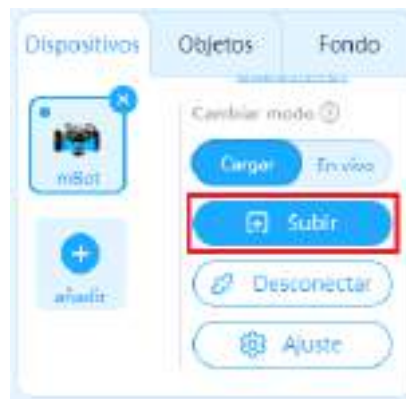 Dispositivos Objetos Fondo
Cambiar modo
mBot
Cargar En vivo
Subir
añadir
Desconectar
Ajuste